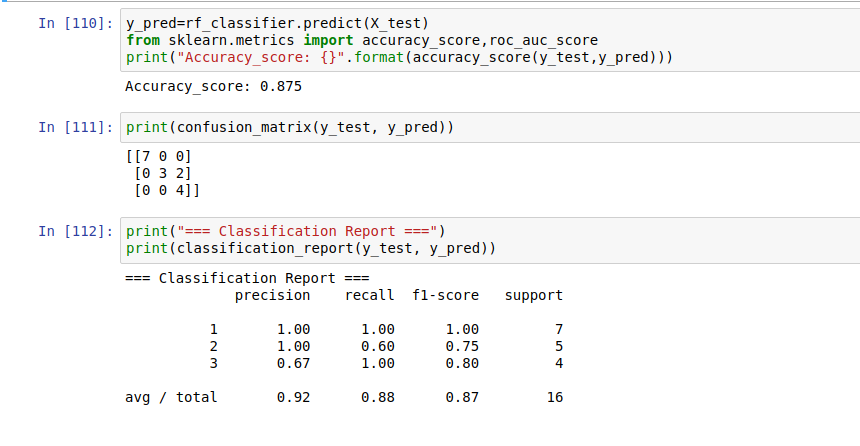 In [110]: y_pred=rf_classifier.predict(X_test)
from sklearn.metrics import accuracy_score,roc_auc_score
print("Accuracy_score: {}".format(accuracy_score(y_test,y_pred)))
Accuracy_score: 0.875
In [111]: print(confusion_matrix(y_test, y_pred))
[[7 0 0]
[0 3 2]
[0 0 4]]
In [112]: print("=== Classification Report ===")
print(classification_report(y_test, y_pred))
=== Classification Report ===
precision recall f1-score support
1 1.00 1.00 1.00 7
2 1.00 0.60 0.75 5
3 0.67 1.00 0.80 4
avg / total 0.92 0.88 0.87 16